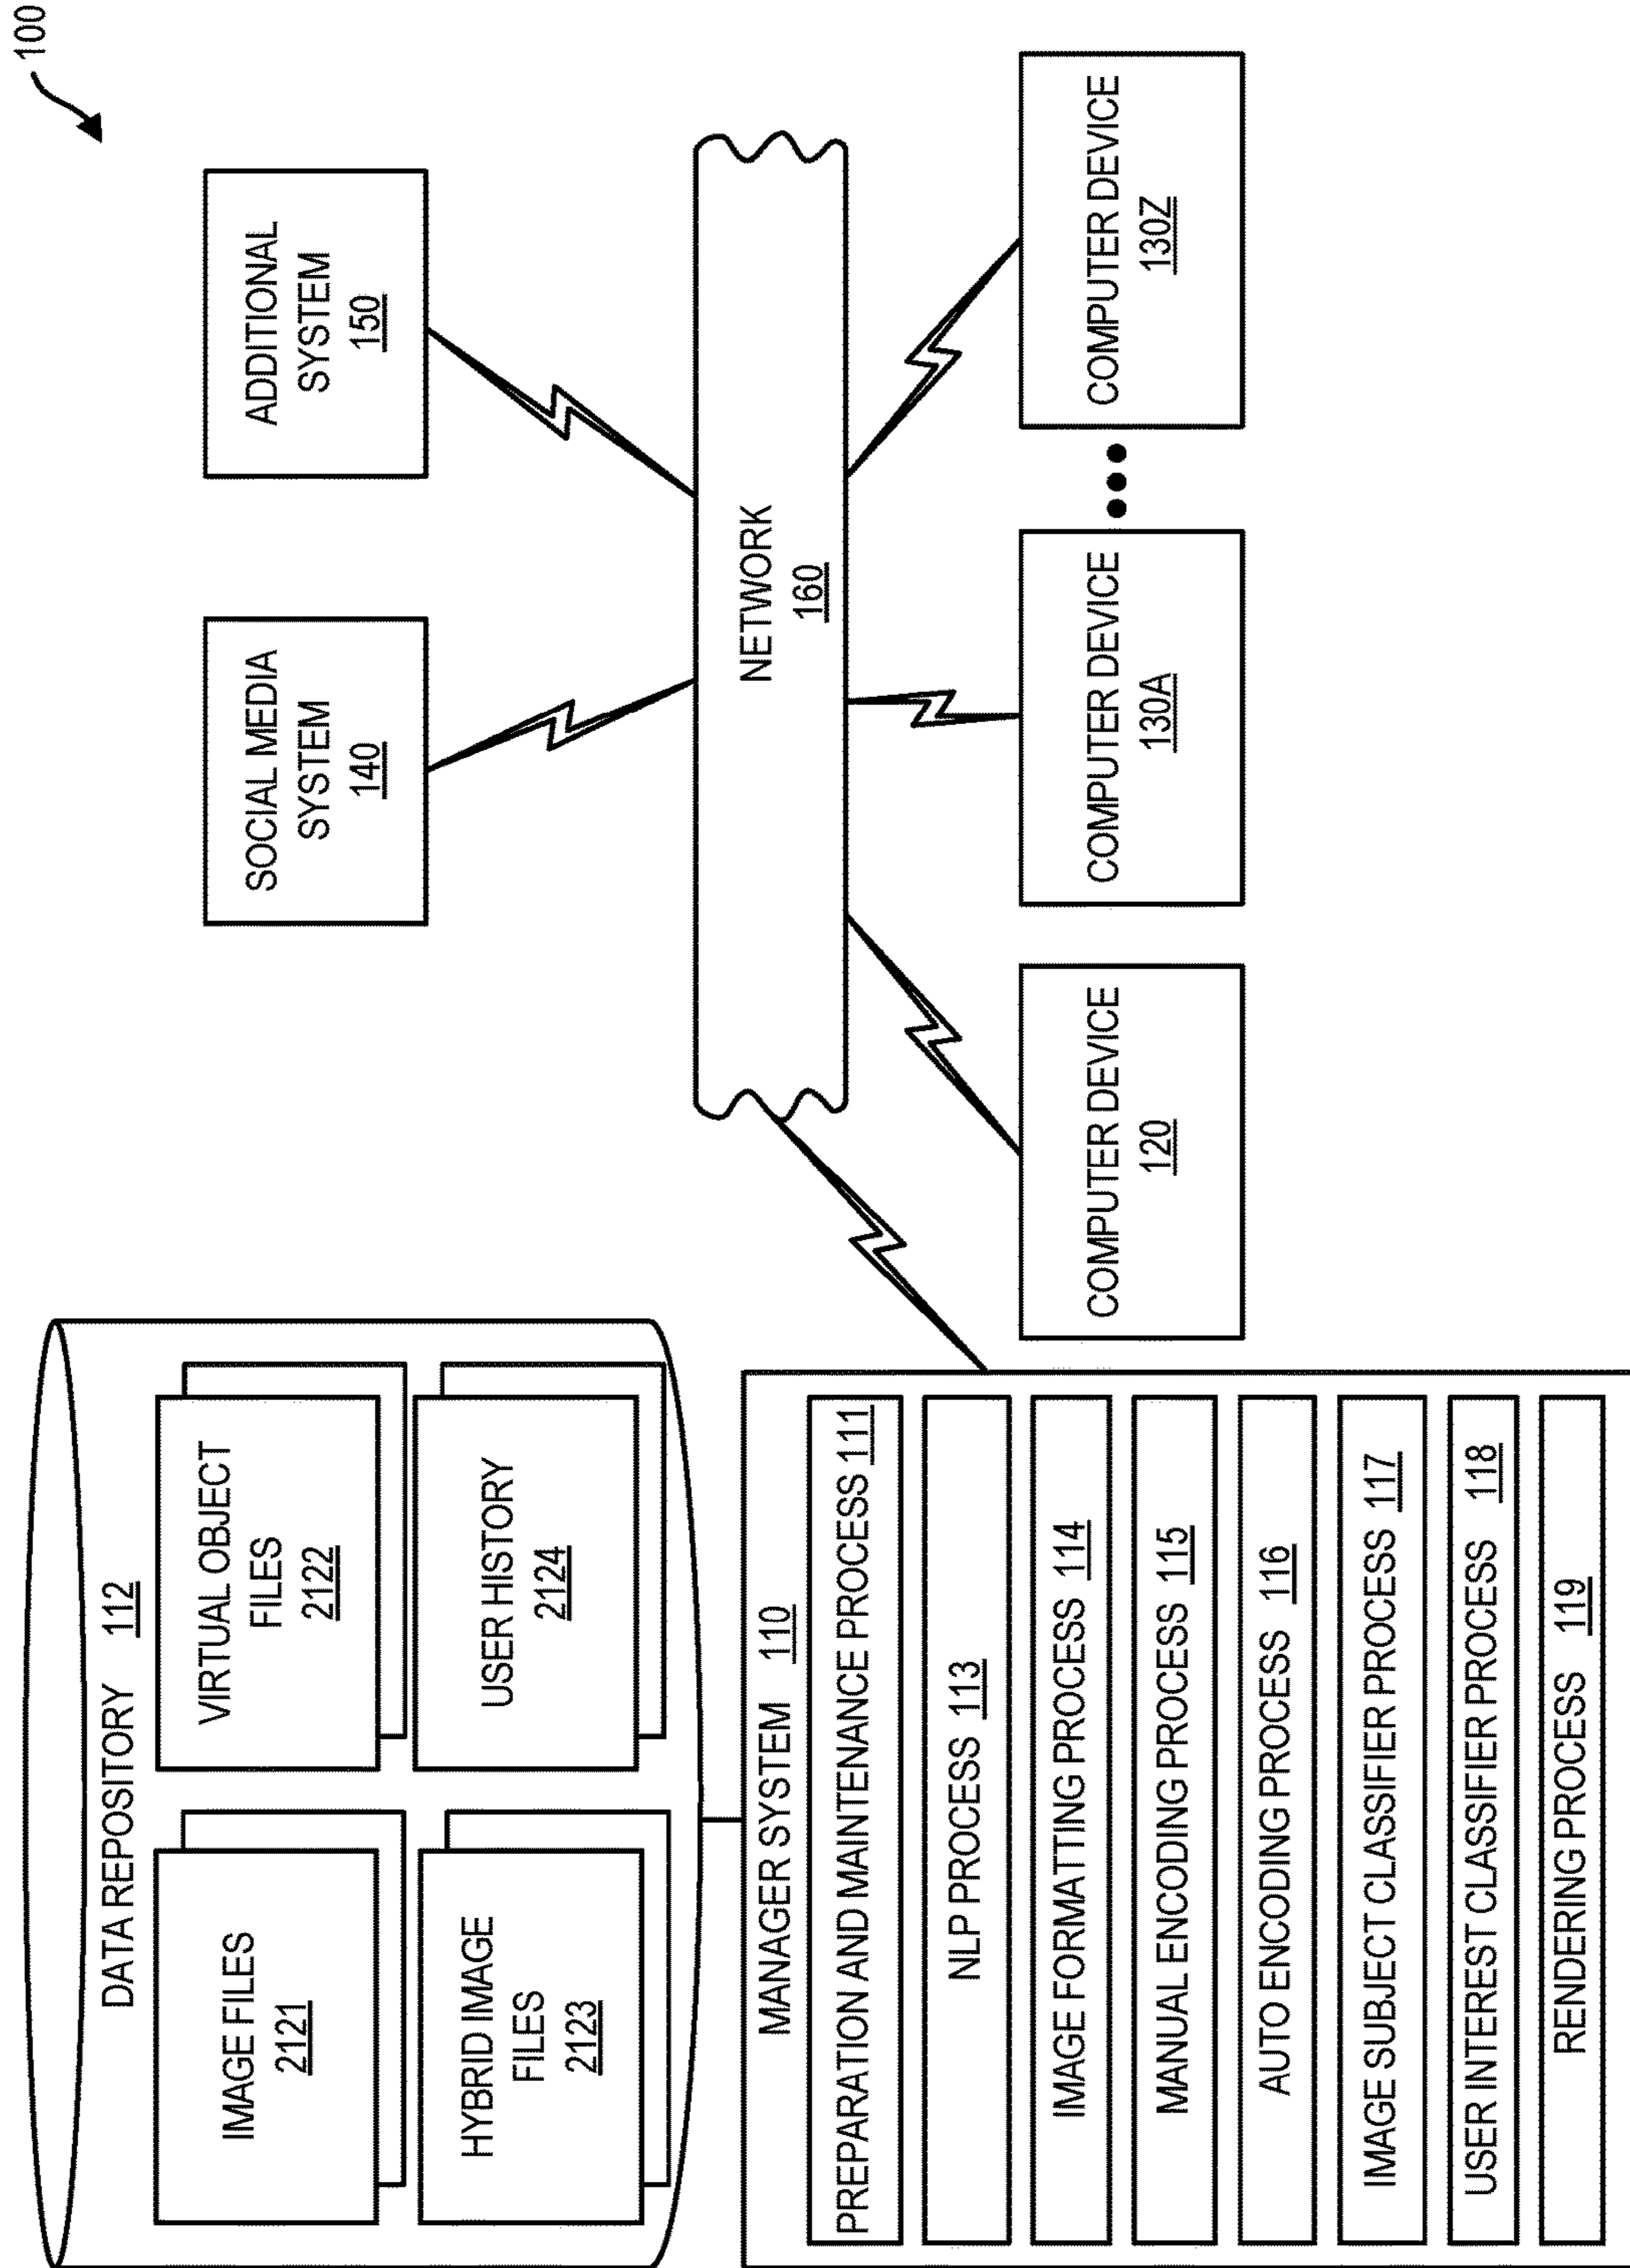 100
DATA REPOSITORY 112
IMAGE FILES
2121
VIRTUAL OBJECT
FILES
2122
HYBRID IMAGE
FILES
2123
USER HISTORY
2124
MANAGER SYSTEM 110
PREPARATION AND MAINTENANCE PROCESS 111
NLP PROCESS 113
IMAGE FORMATTING PROCESS 114
MANUAL ENCODING PROCESS 115
AUTO ENCODING PROCESS 116
IMAGE SUBJECT CLASSIFIER PROCESS 117
USER INTEREST CLASSIFIER PROCESS 118
RENDERING PROCESS 119
SOCIAL MEDIA
SYSTEM
140
ADDITIONAL
SYSTEM
150
NETWORK
160
COMPUTER DEVICE
120
COMPUTER DEVICE
130A
COMPUTER DEVICE
130Z